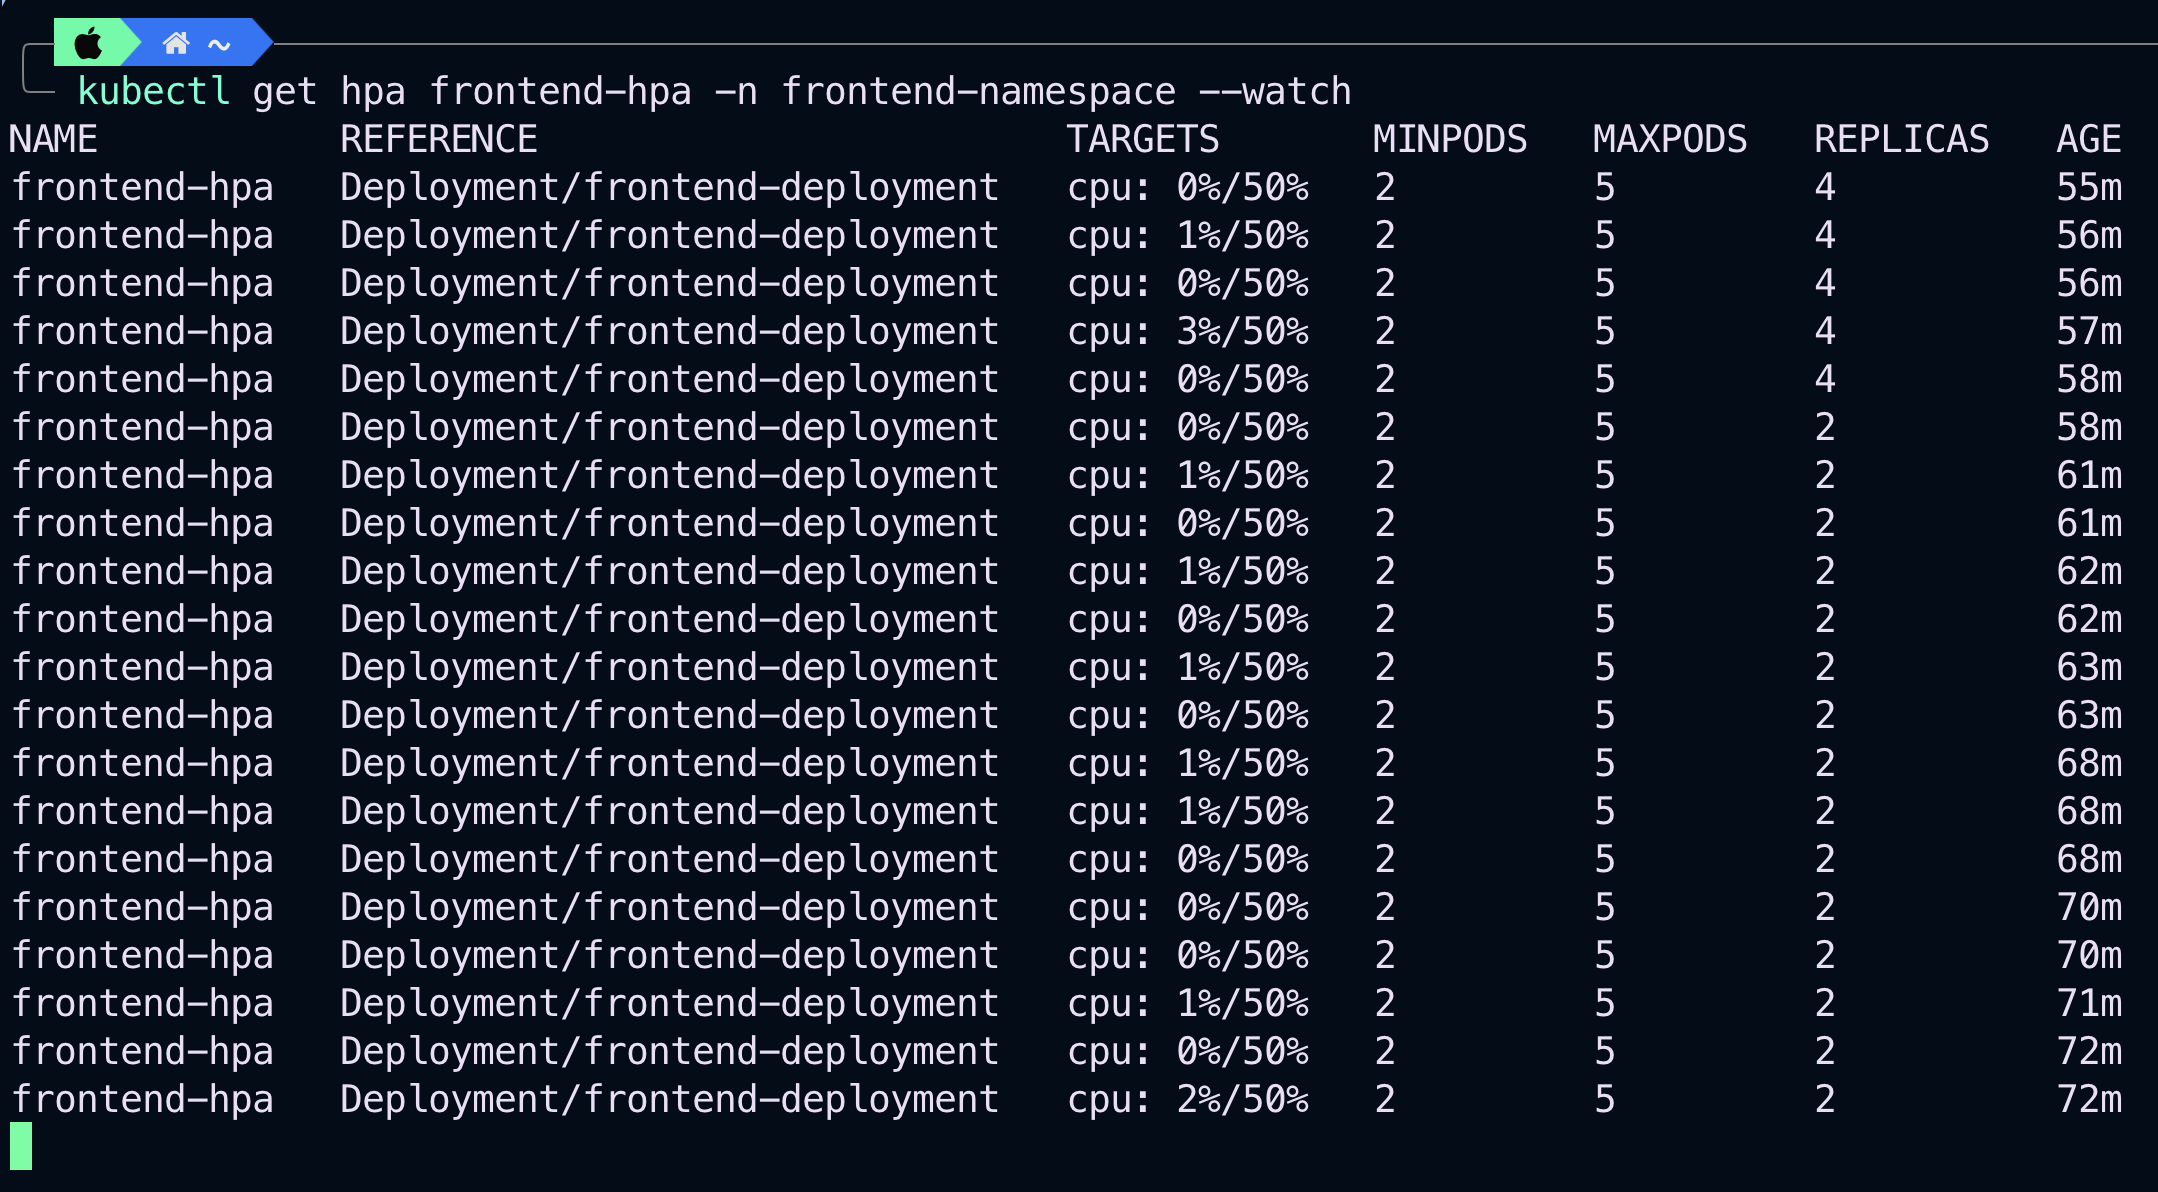 ~
kubectl get hpa frontend-hpa -n frontend-namespace --watch
NAME REFERENCE TARGETS MINPODS MAXPODS REPLICAS AGE
frontend-hpa Deployment/frontend-deployment cpu: 0%/50% 2 5 4 55m
frontend-hpa Deployment/frontend-deployment cpu: 1%/50% 2 5 4 56m
frontend-hpa Deployment/frontend-deployment cpu: 0%/50% 2 5 4 56m
frontend-hpa Deployment/frontend-deployment cpu: 3%/50% 2 5 4 57m
frontend-hpa Deployment/frontend-deployment cpu: 0%/50% 2 5 4 58m
frontend-hpa Deployment/frontend-deployment cpu: 0%/50% 2 5 2 58m
frontend-hpa Deployment/frontend-deployment cpu: 1%/50% 2 5 2 61m
frontend-hpa Deployment/frontend-deployment cpu: 0%/50% 2 5 2 61m
frontend-hpa Deployment/frontend-deployment cpu: 1%/50% 2 5 2 62m
frontend-hpa Deployment/frontend-deployment cpu: 0%/50% 2 5 2 62m
frontend-hpa Deployment/frontend-deployment cpu: 1%/50% 2 5 2 63m
frontend-hpa Deployment/frontend-deployment cpu: 0%/50% 2 5 2 63m
frontend-hpa Deployment/frontend-deployment cpu: 1%/50% 2 5 2 68m
frontend-hpa Deployment/frontend-deployment cpu: 1%/50% 2 5 2 68m
frontend-hpa Deployment/frontend-deployment cpu: 0%/50% 2 5 2 68m
frontend-hpa Deployment/frontend-deployment cpu: 0%/50% 2 5 2 70m
frontend-hpa Deployment/frontend-deployment cpu: 0%/50% 2 5 2 70m
frontend-hpa Deployment/frontend-deployment cpu: 1%/50% 2 5 2 71m
frontend-hpa Deployment/frontend-deployment cpu: 0%/50% 2 5 2 72m
frontend-hpa Deployment/frontend-deployment cpu: 2%/50% 2 5 2 72m